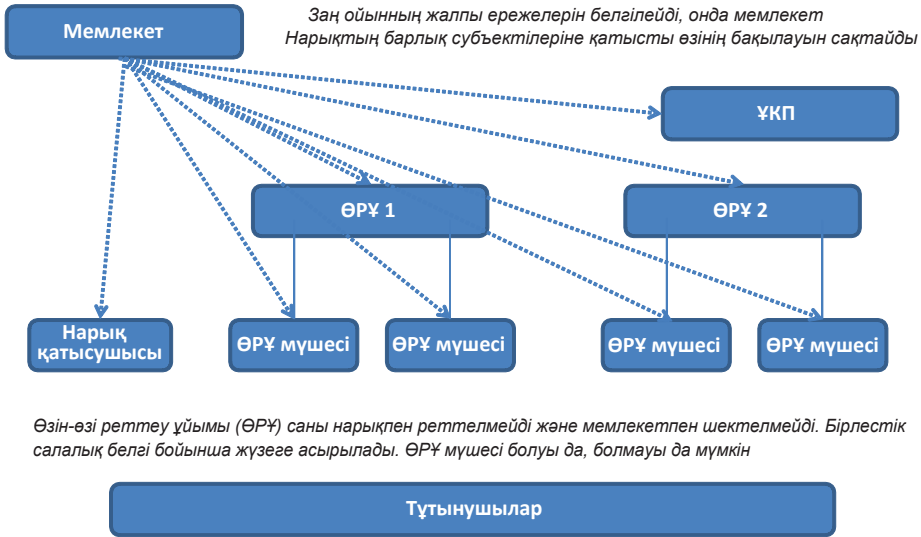 Мемлекет
Заң ойынның жалпы ережелерін белгілейді, онда мемлекет
Нарықтың барлық субъектілеріне қатысты өзінің бақылауын сақтайды
ҰКП
ӨРҰ 1
ӨРҰ 2
Нарық
қатысушысы
ӨРҰ мүшесі
ӨРҰ мүшесі
ӨРҰ мүшесі
ӨРҰ мүшесі
Өзін-өзі реттеу ұйымы (ӨРҰ) саны нарықпен реттелмейді және мемлекетпен шектелмейді. Бірлестік
салалық белгі бойынша жүзеге асырылады. ӨРҰ мүшесі болуы да, болмауы да мүмкін
Тұтынушылар